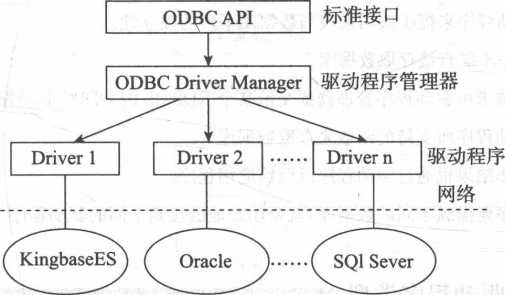 ODBC API 标准接口
ODBC Driver Manager 驱动程序管理器
Driver 1 Driver 2 …… Driver n 驱动程序
网络
KingbaseES Oracle …… SQl Sever